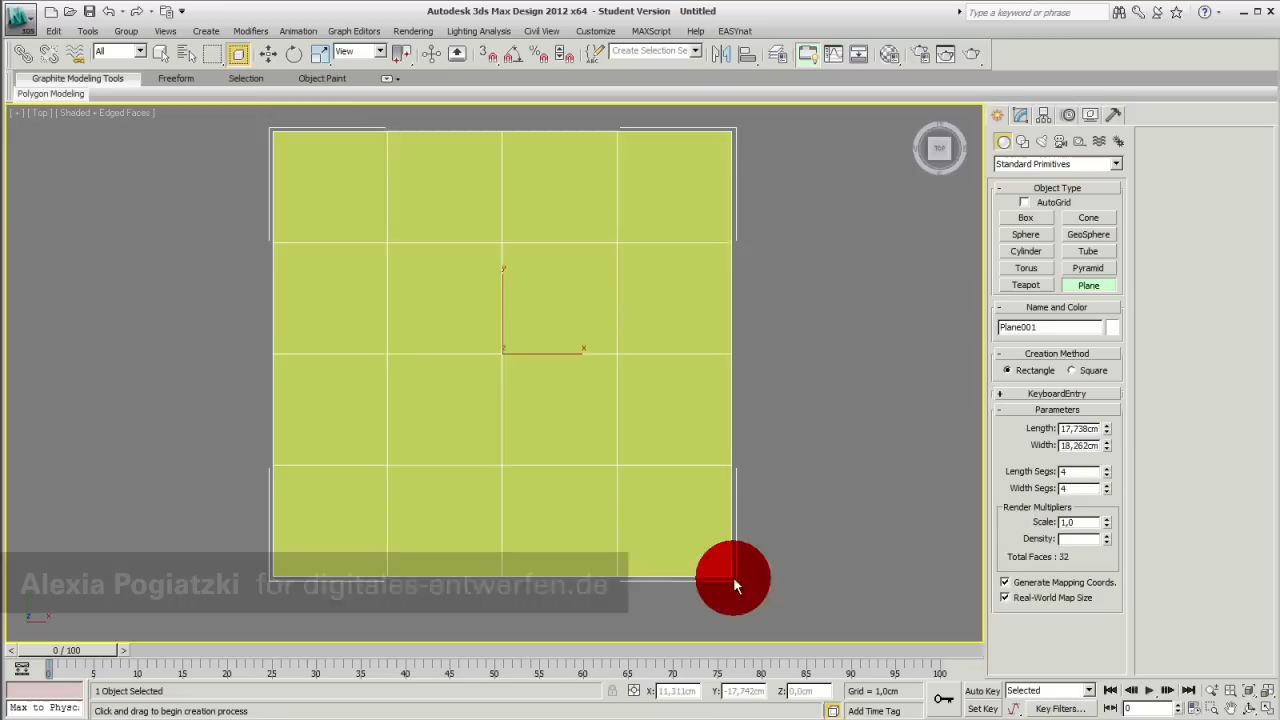 Autodesk 3ds Max Design 2012 x64 - Student Version Untitled
Type a keyword or phrase
Edit Tools Group Views Create Modifiers Animation Graph Editors Rendering Lighting Analysis Civil View Customize MAXScript Help EASYnat
All View Create Selection Se
Graphite Modeling Tools Freeform Selection Object Paint
Polygon Modeling
[ + ] [ Top ] [ Shaded + Edged Faces ]
TOP
Standard Primitives
- Object Type
AutoGrid
Box Cone
Sphere GeoSphere
Cylinder Tube
Torus Pyramid
Teapot Plane
- Name and Color
Plane001
- Creation Method
Rectangle Square
+ KeyboardEntry
- Parameters
Length: 17,738cm
Width: 18,262cm
Length Segs: 4
Width Segs: 4
Render Multipliers
Scale: 1,0
Density:
Total Faces : 32
Generate Mapping Coords.
Real-World Map Size
y
z x
Alexia Pogiatzki für digitales-entwerfen.de
z x
< 0 / 100 >
0 5 10 15 20 25 30 35 40 45 50 55 60 65 70 75 80 85 90 95 100
1 Object Selected X: 11,311cm Y: -17,742cm Z: 0,0cm Grid = 1,0cm Auto Key Selected
Max to Physc. Click and drag to begin creation process Add Time Tag Set Key Key Filters... 0